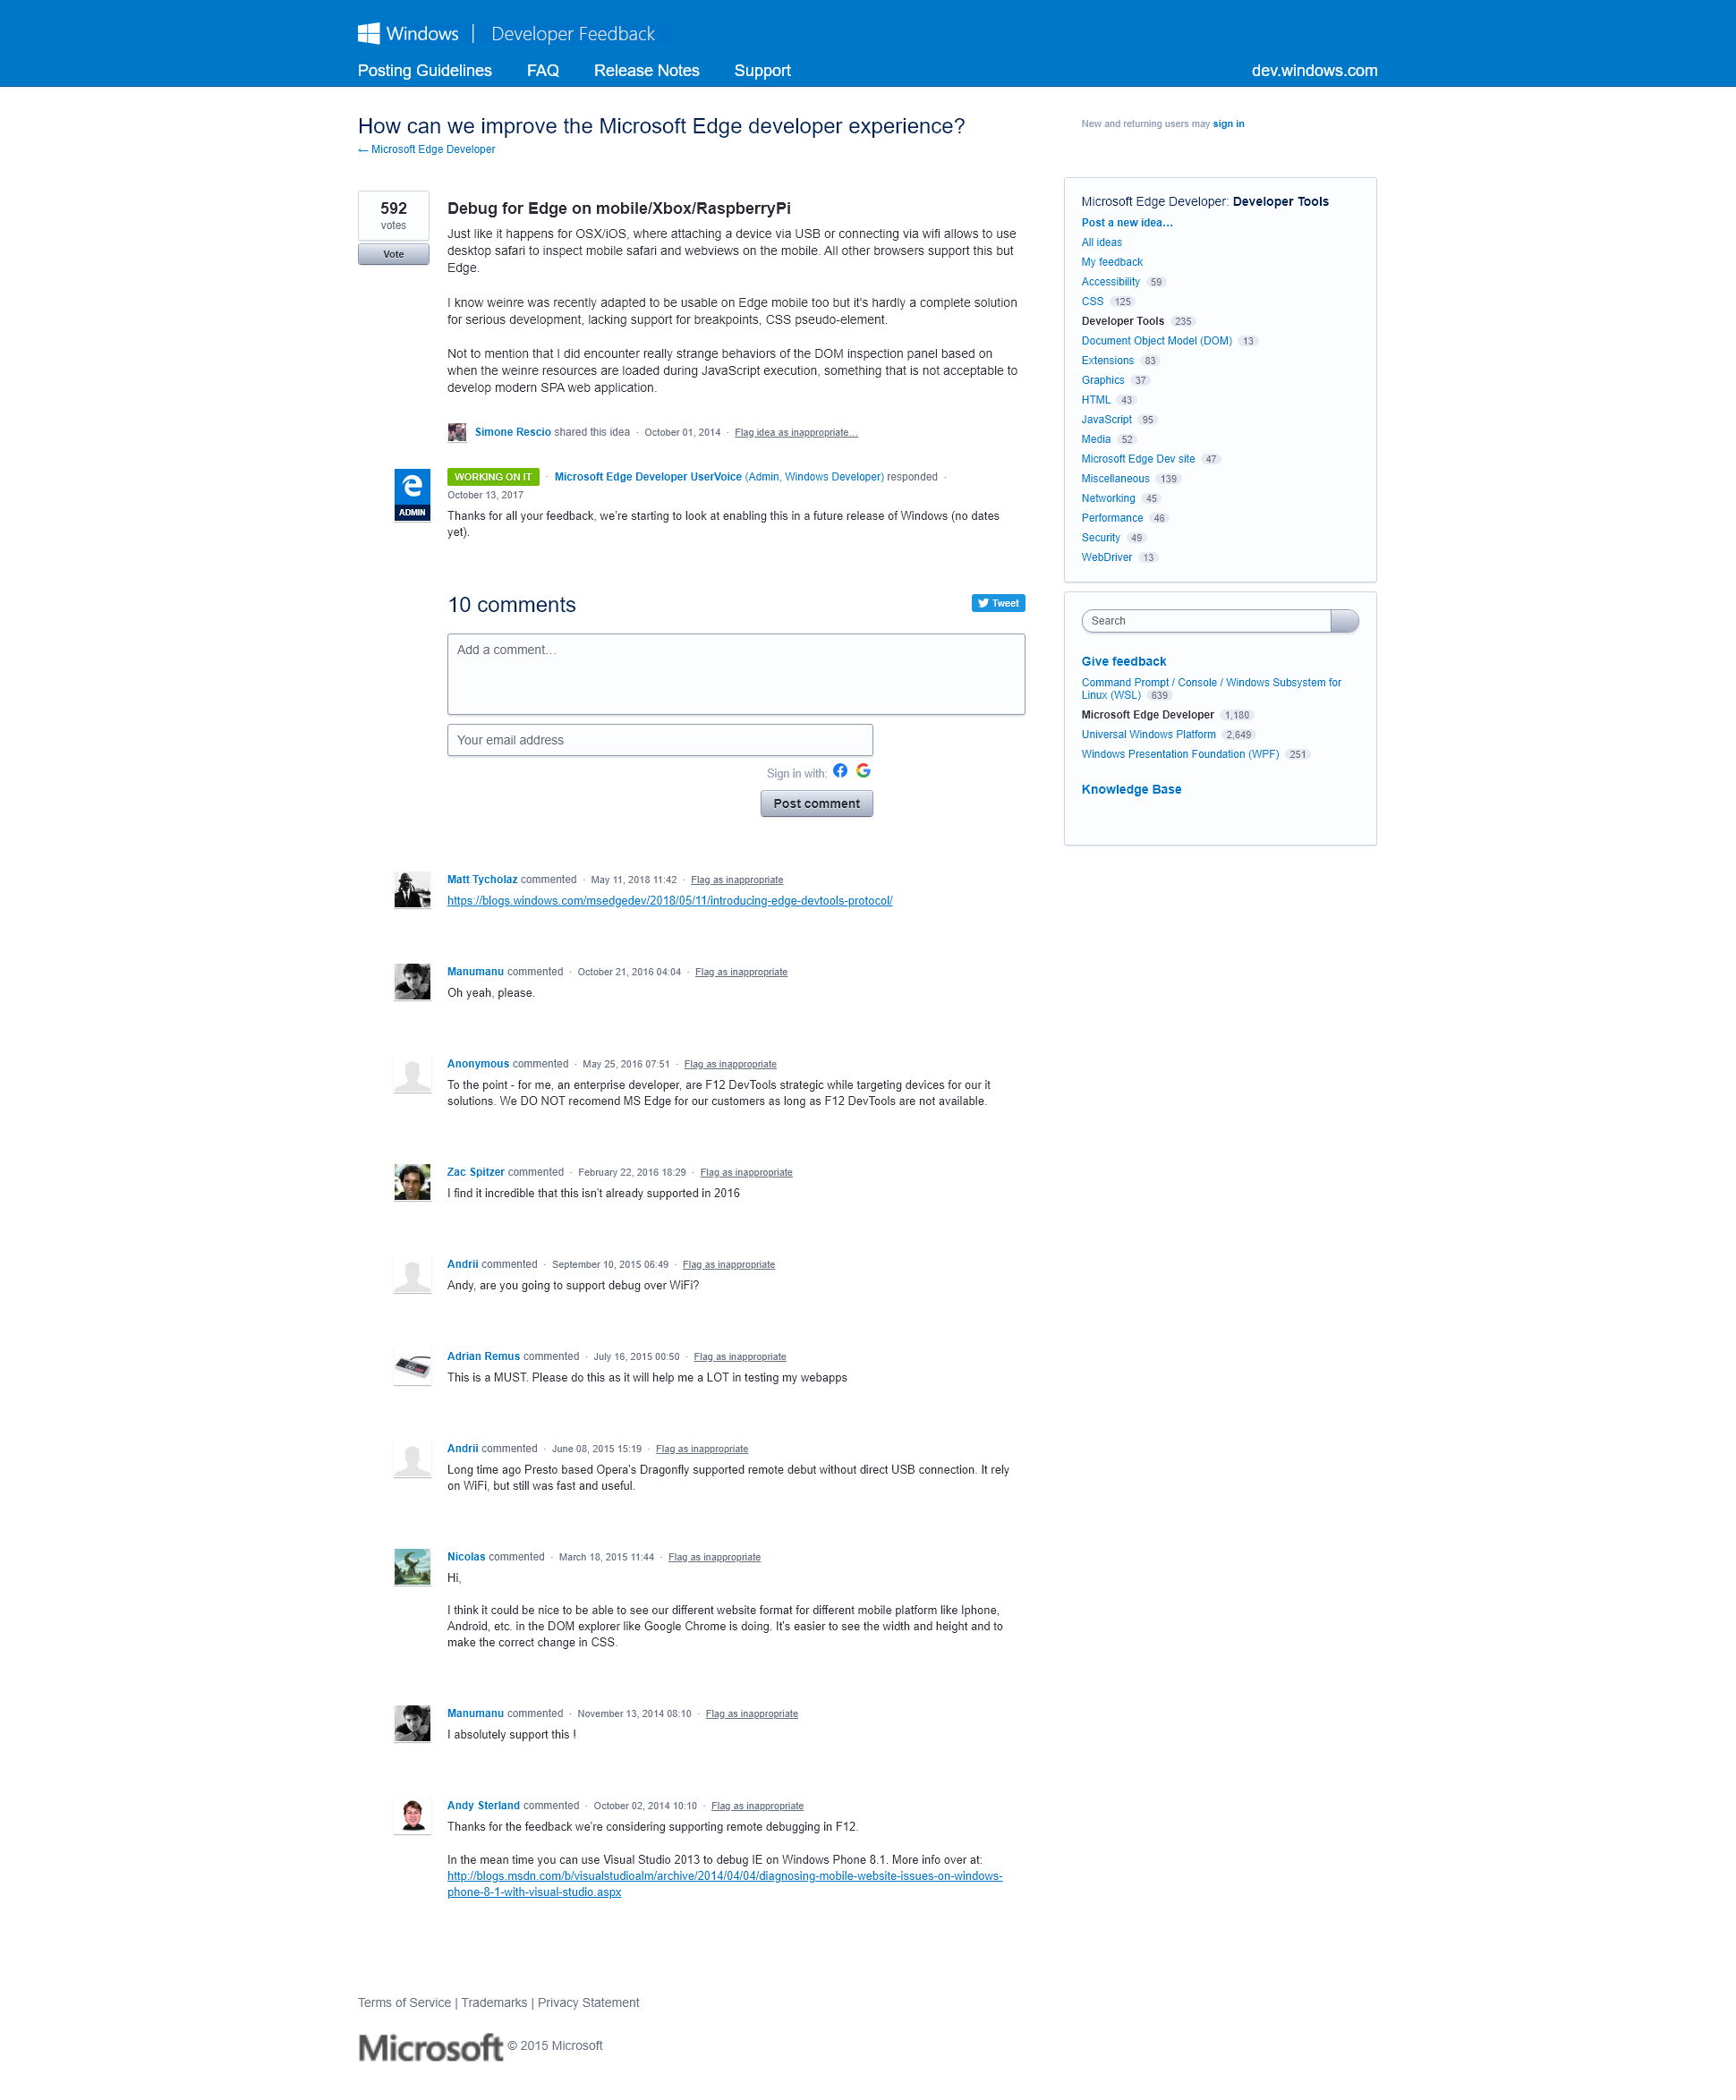 Windows | Developer Feedback
Posting Guidelines FAQ Release Notes Support dev.windows.com
How can we improve the Microsoft Edge developer experience?
← Microsoft Edge Developer
New and returning users may sign in
592
votes
Vote
Debug for Edge on mobile/Xbox/RaspberryPi
Just like it happens for OSX/iOS, where attaching a device via USB or connecting via wifi allows to use
desktop safari to inspect mobile safari and webviews on the mobile. All other browsers support this but
Edge.
I know weinre was recently adapted to be usable on Edge mobile too but it's hardly a complete solution
for serious development, lacking support for breakpoints, CSS pseudo-element.
Not to mention that I did encounter really strange behaviors of the DOM inspection panel based on
when the weinre resources are loaded during JavaScript execution, something that is not acceptable to
develop modern SPA web application.
Simone Rescio shared this idea · October 01, 2014 · Flag idea as inappropriate…
ADMIN
WORKING ON IT · Microsoft Edge Developer UserVoice (Admin, Windows Developer) responded ·
October 13, 2017
Thanks for all your feedback, we're starting to look at enabling this in a future release of Windows (no dates
yet).
10 comments
Tweet
Add a comment…
Your email address
Sign in with:
Post comment
Matt Tycholaz commented · May 11, 2018 11:42 · Flag as inappropriate
https://blogs.windows.com/msedgedev/2018/05/11/introducing-edge-devtools-protocol/
Manumanu commented · October 21, 2016 04:04 · Flag as inappropriate
Oh yeah, please.
Anonymous commented · May 25, 2016 07:51 · Flag as inappropriate
To the point - for me, an enterprise developer, are F12 DevTools strategic while targeting devices for our it
solutions. We DO NOT recomend MS Edge for our customers as long as F12 DevTools are not available.
Zac Spitzer commented · February 22, 2016 18:29 · Flag as inappropriate
I find it incredible that this isn't already supported in 2016
Andrii commented · September 10, 2015 06:49 · Flag as inappropriate
Andy, are you going to support debug over WiFi?
Adrian Remus commented · July 16, 2015 00:50 · Flag as inappropriate
This is a MUST. Please do this as it will help me a LOT in testing my webapps
Andrii commented · June 08, 2015 15:19 · Flag as inappropriate
Long time ago Presto based Opera's Dragonfly supported remote debut without direct USB connection. It rely
on WiFi, but still was fast and useful.
Nicolas commented · March 18, 2015 11:44 · Flag as inappropriate
Hi,
I think it could be nice to be able to see our different website format for different mobile platform like Iphone,
Android, etc. in the DOM explorer like Google Chrome is doing. It's easier to see the width and height and to
make the correct change in CSS.
Manumanu commented · November 13, 2014 08:10 · Flag as inappropriate
I absolutely support this !
Andy Sterland commented · October 02, 2014 10:10 · Flag as inappropriate
Thanks for the feedback we're considering supporting remote debugging in F12.
In the mean time you can use Visual Studio 2013 to debug IE on Windows Phone 8.1. More info over at:
http://blogs.msdn.com/b/visualstudioalm/archive/2014/04/04/diagnosing-mobile-website-issues-on-windows-
phone-8-1-with-visual-studio.aspx
Microsoft Edge Developer: Developer Tools
Post a new idea…
All ideas
My feedback
Accessibility 59
CSS 125
Developer Tools 235
Document Object Model (DOM) 13
Extensions 83
Graphics 37
HTML 43
JavaScript 95
Media 52
Microsoft Edge Dev site 47
Miscellaneous 139
Networking 45
Performance 46
Security 49
WebDriver 13
Search
Give feedback
Command Prompt / Console / Windows Subsystem for
Linux (WSL) 639
Microsoft Edge Developer 1,180
Universal Windows Platform 2,649
Windows Presentation Foundation (WPF) 251
Knowledge Base
Terms of Service | Trademarks | Privacy Statement
Microsoft © 2015 Microsoft